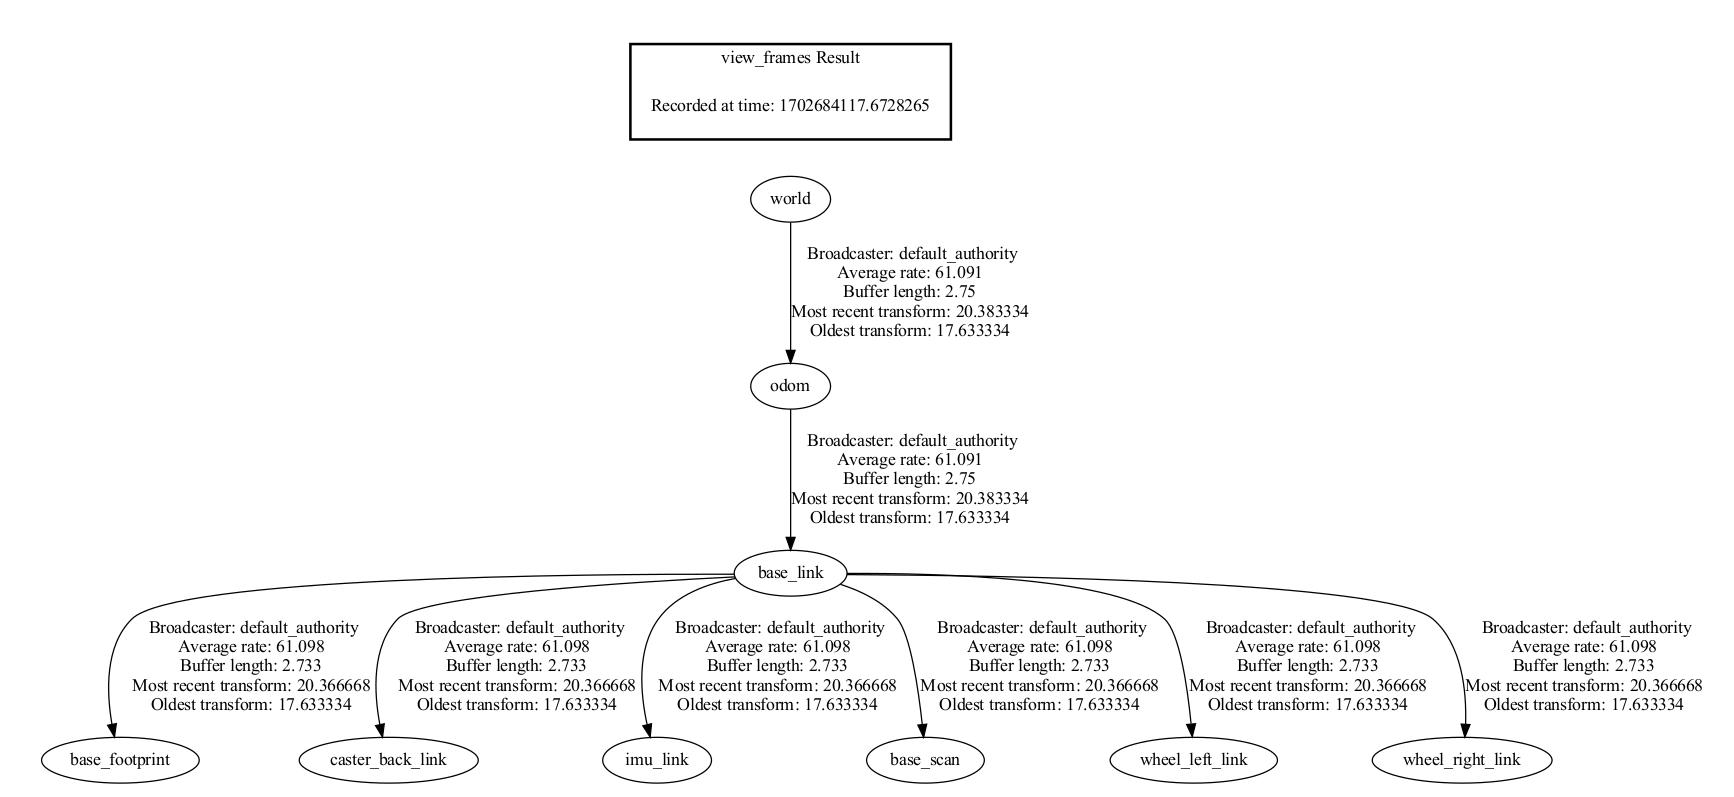 view_frames Result
Recorded at time: 1702684117.6728265
world
Broadcaster: default_authority
Average rate: 61.091
Buffer length: 2.75
Most recent transform: 20.383334
Oldest transform: 17.633334
odom
Broadcaster: default_authority
Average rate: 61.091
Buffer length: 2.75
Most recent transform: 20.383334
Oldest transform: 17.633334
base_link
Broadcaster: default_authority
Average rate: 61.098
Buffer length: 2.733
Most recent transform: 20.366668
Oldest transform: 17.633334
Broadcaster: default_authority
Average rate: 61.098
Buffer length: 2.733
Most recent transform: 20.366668
Oldest transform: 17.633334
Broadcaster: default_authority
Average rate: 61.098
Buffer length: 2.733
Most recent transform: 20.366668
Oldest transform: 17.633334
Broadcaster: default_authority
Average rate: 61.098
Buffer length: 2.733
Most recent transform: 20.366668
Oldest transform: 17.633334
Broadcaster: default_authority
Average rate: 61.098
Buffer length: 2.733
Most recent transform: 20.366668
Oldest transform: 17.633334
Broadcaster: default_authority
Average rate: 61.098
Buffer length: 2.733
Most recent transform: 20.366668
Oldest transform: 17.633334
base_footprint
caster_back_link
imu_link
base_scan
wheel_left_link
wheel_right_link